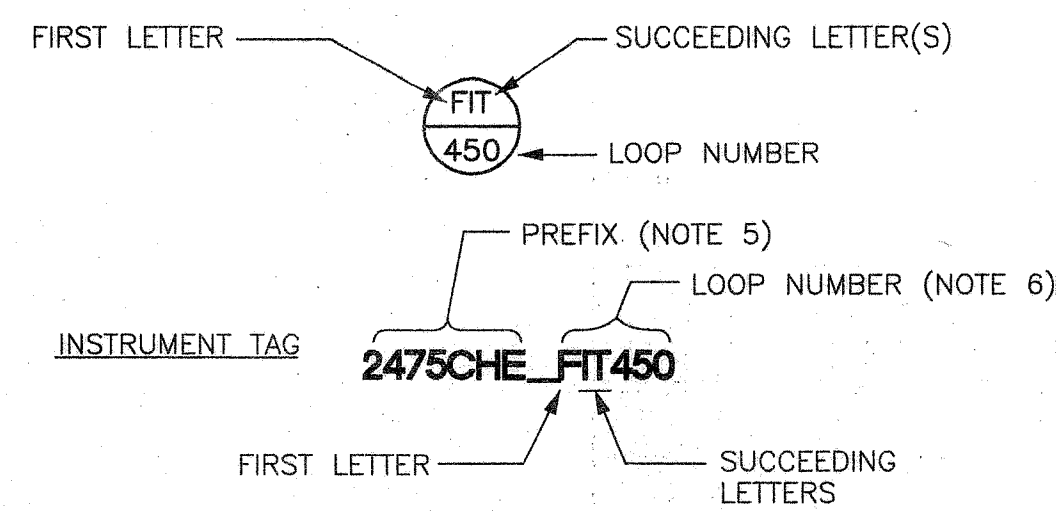 FIRST LETTER
SUCCEEDING LETTER(S)
FIT
450
LOOP NUMBER
PREFIX (NOTE 5)
LOOP NUMBER (NOTE 6)
INSTRUMENT TAG
2475CHE_FIT450
FIRST LETTER
SUCCEEDING
LETTERS